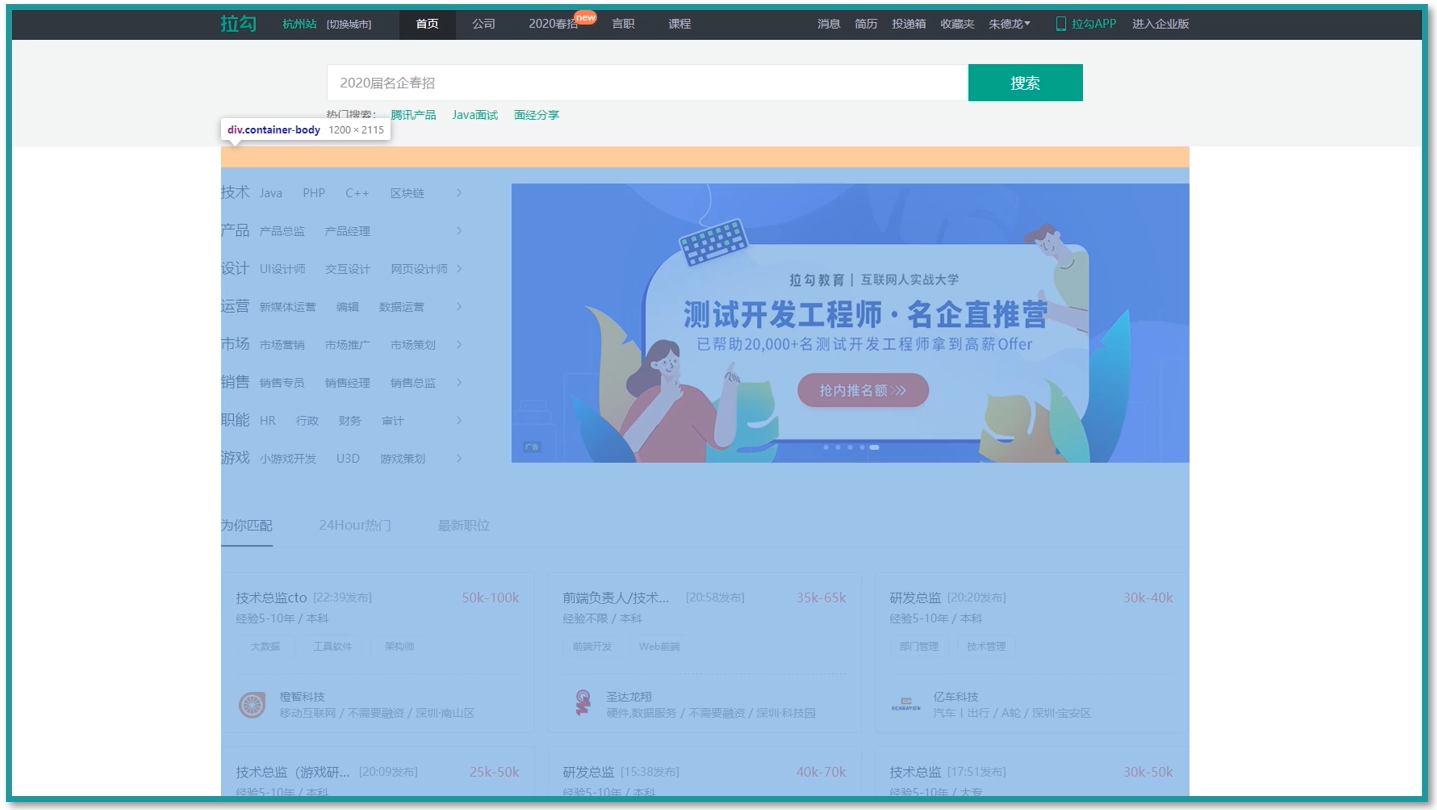 拉勾 杭州站 [切换城市] 首页 公司 2020春招 new 言职 课程 消息 简历 投递箱 收藏夹 朱德龙 拉勾APP 进入企业版
2020届名企春招 搜索
热门搜索: 腾讯产品 Java面试 面经分享
div.container-body 1200 × 2115
技术 Java PHP C++ 区块链
产品 产品总监 产品经理
设计 UI设计师 交互设计 网页设计师
运营 新媒体运营 编辑 数据运营
市场 市场营销 市场推广 市场策划
销售 销售专员 销售经理 销售总监
职能 HR 行政 财务 审计
游戏 小游戏开发 U3D 游戏策划
拉勾教育 | 互联网人实战大学
测试开发工程师·名企直推营
已帮助20,000+名测试开发工程师拿到高薪Offer
抢内推名额>>>
广告
为你匹配 24Hour热门 最新职位
技术总监cto [22:39发布] 50k-100k
经验5-10年 / 本科
大数据 工具软件 架构师
橙智科技
移动互联网 / 不需要融资 / 深圳·南山区
前端负责人/技术... [20:58发布] 35k-65k
经验不限 / 本科
前端开发 Web前端
圣达龙翔
硬件,数据服务 / 不需要融资 / 深圳·科技园
研发总监 [20:20发布] 30k-40k
经验5-10年 / 本科
部门管理 技术管理
亿车科技
汽车丨出行 / A轮 / 深圳·宝安区
技术总监（游戏研... [20:09发布] 25k-50k
经验5-10年 / 本科
研发总监 [15:38发布] 40k-70k
经验5-10年 / 本科
技术总监 [17:51发布] 30k-50k
经验5-10年 / 大专